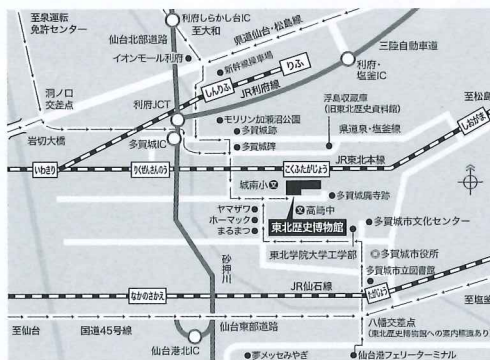 至泉運転
免許センター
利府しらかし台IC
至大和
仙台北部道路
県道仙台・松島線
イオンモール利府
新幹線操車場
しんりふ
りふ
JR利府線
三陸自動車道
利府・
塩釜IC
洞ノ口
交差点
利府JCT
モリリン加瀬沼公園
浮島収蔵庫
(旧東北歴史資料館)
多賀城跡
県道泉・塩釜線
至松島
しおがま
岩切大橋
多賀城IC
多賀城碑
いわきり
りくぜんさんのう
こくふたがじょう
JR東北本線
城南小
文
多賀城廃寺跡
文
高崎中
ヤマザワ
ホーマック
まるまつ
東北歴史博物館
多賀城市文化センター
東北学院大学工学部
多賀城市役所
多賀城市立図書館
砂押川
JR仙石線
なかのさかえ
たがじょう
至塩釜
至仙台
国道45号線
仙台東部道路
八幡交差点
(東北歴史博物館への案内標識あり)
仙台港北IC
夢メッセみやぎ
仙台港フェリーターミナル